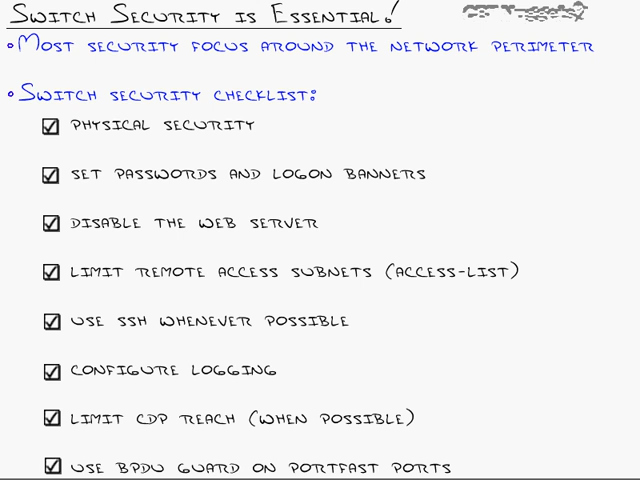 SWITCH SECURITY IS ESSENTIAL!
•MOST SECURITY FOCUS AROUND THE NETWORK PERIMETER
•SWITCH SECURITY CHECKLIST:
PHYSICAL SECURITY
SET PASSWORDS AND LOGON BANNERS
DISABLE THE WEB SERVER
LIMIT REMOTE ACCESS SUBNETS (ACCESS-LIST)
USE SSH WHENEVER POSSIBLE
CONFIGURE LOGGING
LIMIT CDP REACH (WHEN POSSIBLE)
USE BPDU GUARD ON PORTFAST PORTS